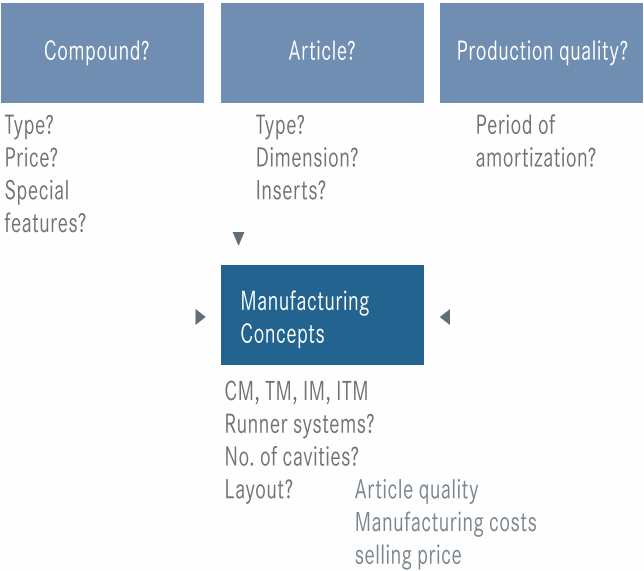 Compound?
Article?
Production quality?
Type?
Price?
Special
features?
Type?
Dimension?
Inserts?
Period of
amortization?
Manufacturing
Concepts
CM, TM, IM, ITM
Runner systems?
No. of cavities?
Layout?
Article quality
Manufacturing costs
selling price